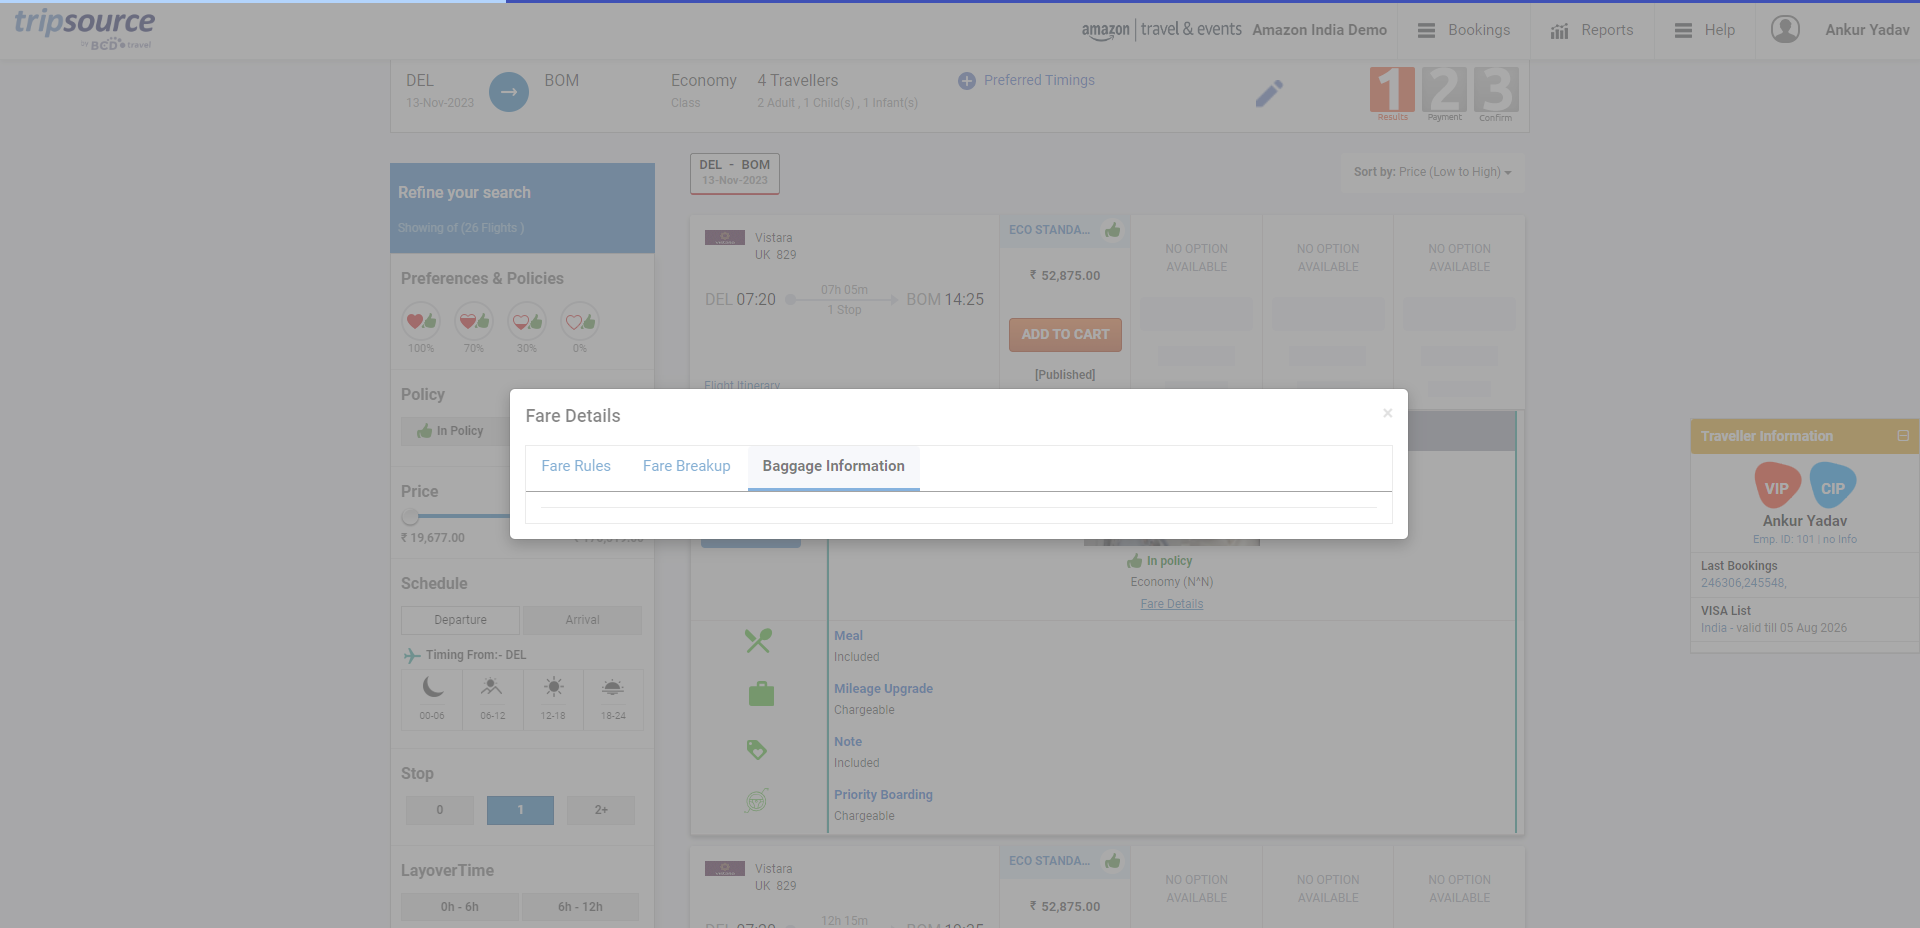 tripsource
by BCD travel
amazon travel & events Amazon India Demo
Bookings
Reports
Help
Ankur Yadav
DEL
13-Nov-2023
BOM
Economy
Class
4 Travellers
2 Adult , 1 Child(s) , 1 Infant(s)
Preferred Timings
1 2 3
Results Payment Confirm
Refine your search
Showing of (26 Flights )
Preferences & Policies
100% 70% 30% 0%
Policy
In Policy
Price
₹ 19,677.00
Schedule
Departure Arrival
Timing From:- DEL
00-06 06-12 12-18 18-24
Stop
0 1 2+
LayoverTime
0h - 6h 6h - 12h
DEL - BOM
13-Nov-2023
Sort by: Price (Low to High)
Vistara
UK 829
DEL 07:20
07h 05m
1 Stop
BOM 14:25
Flight Itinerary
ECO STANDA...
₹ 52,875.00
ADD TO CART
[Published]
NO OPTION
AVAILABLE
NO OPTION
AVAILABLE
NO OPTION
AVAILABLE
Fare Details
×
Fare Rules Fare Breakup Baggage Information
In policy
Economy (N^N)
Fare Details
Meal
Included
Mileage Upgrade
Chargeable
Note
Included
Priority Boarding
Chargeable
Vistara
UK 829
DEL 07:20
12h 15m
ECO STANDA...
₹ 52,875.00
NO OPTION
AVAILABLE
NO OPTION
AVAILABLE
NO OPTION
AVAILABLE
Traveller Information
VIP CIP
Ankur Yadav
Emp. ID: 101 | no Info
Last Bookings
246306,245548,
VISA List
India - valid till 05 Aug 2026